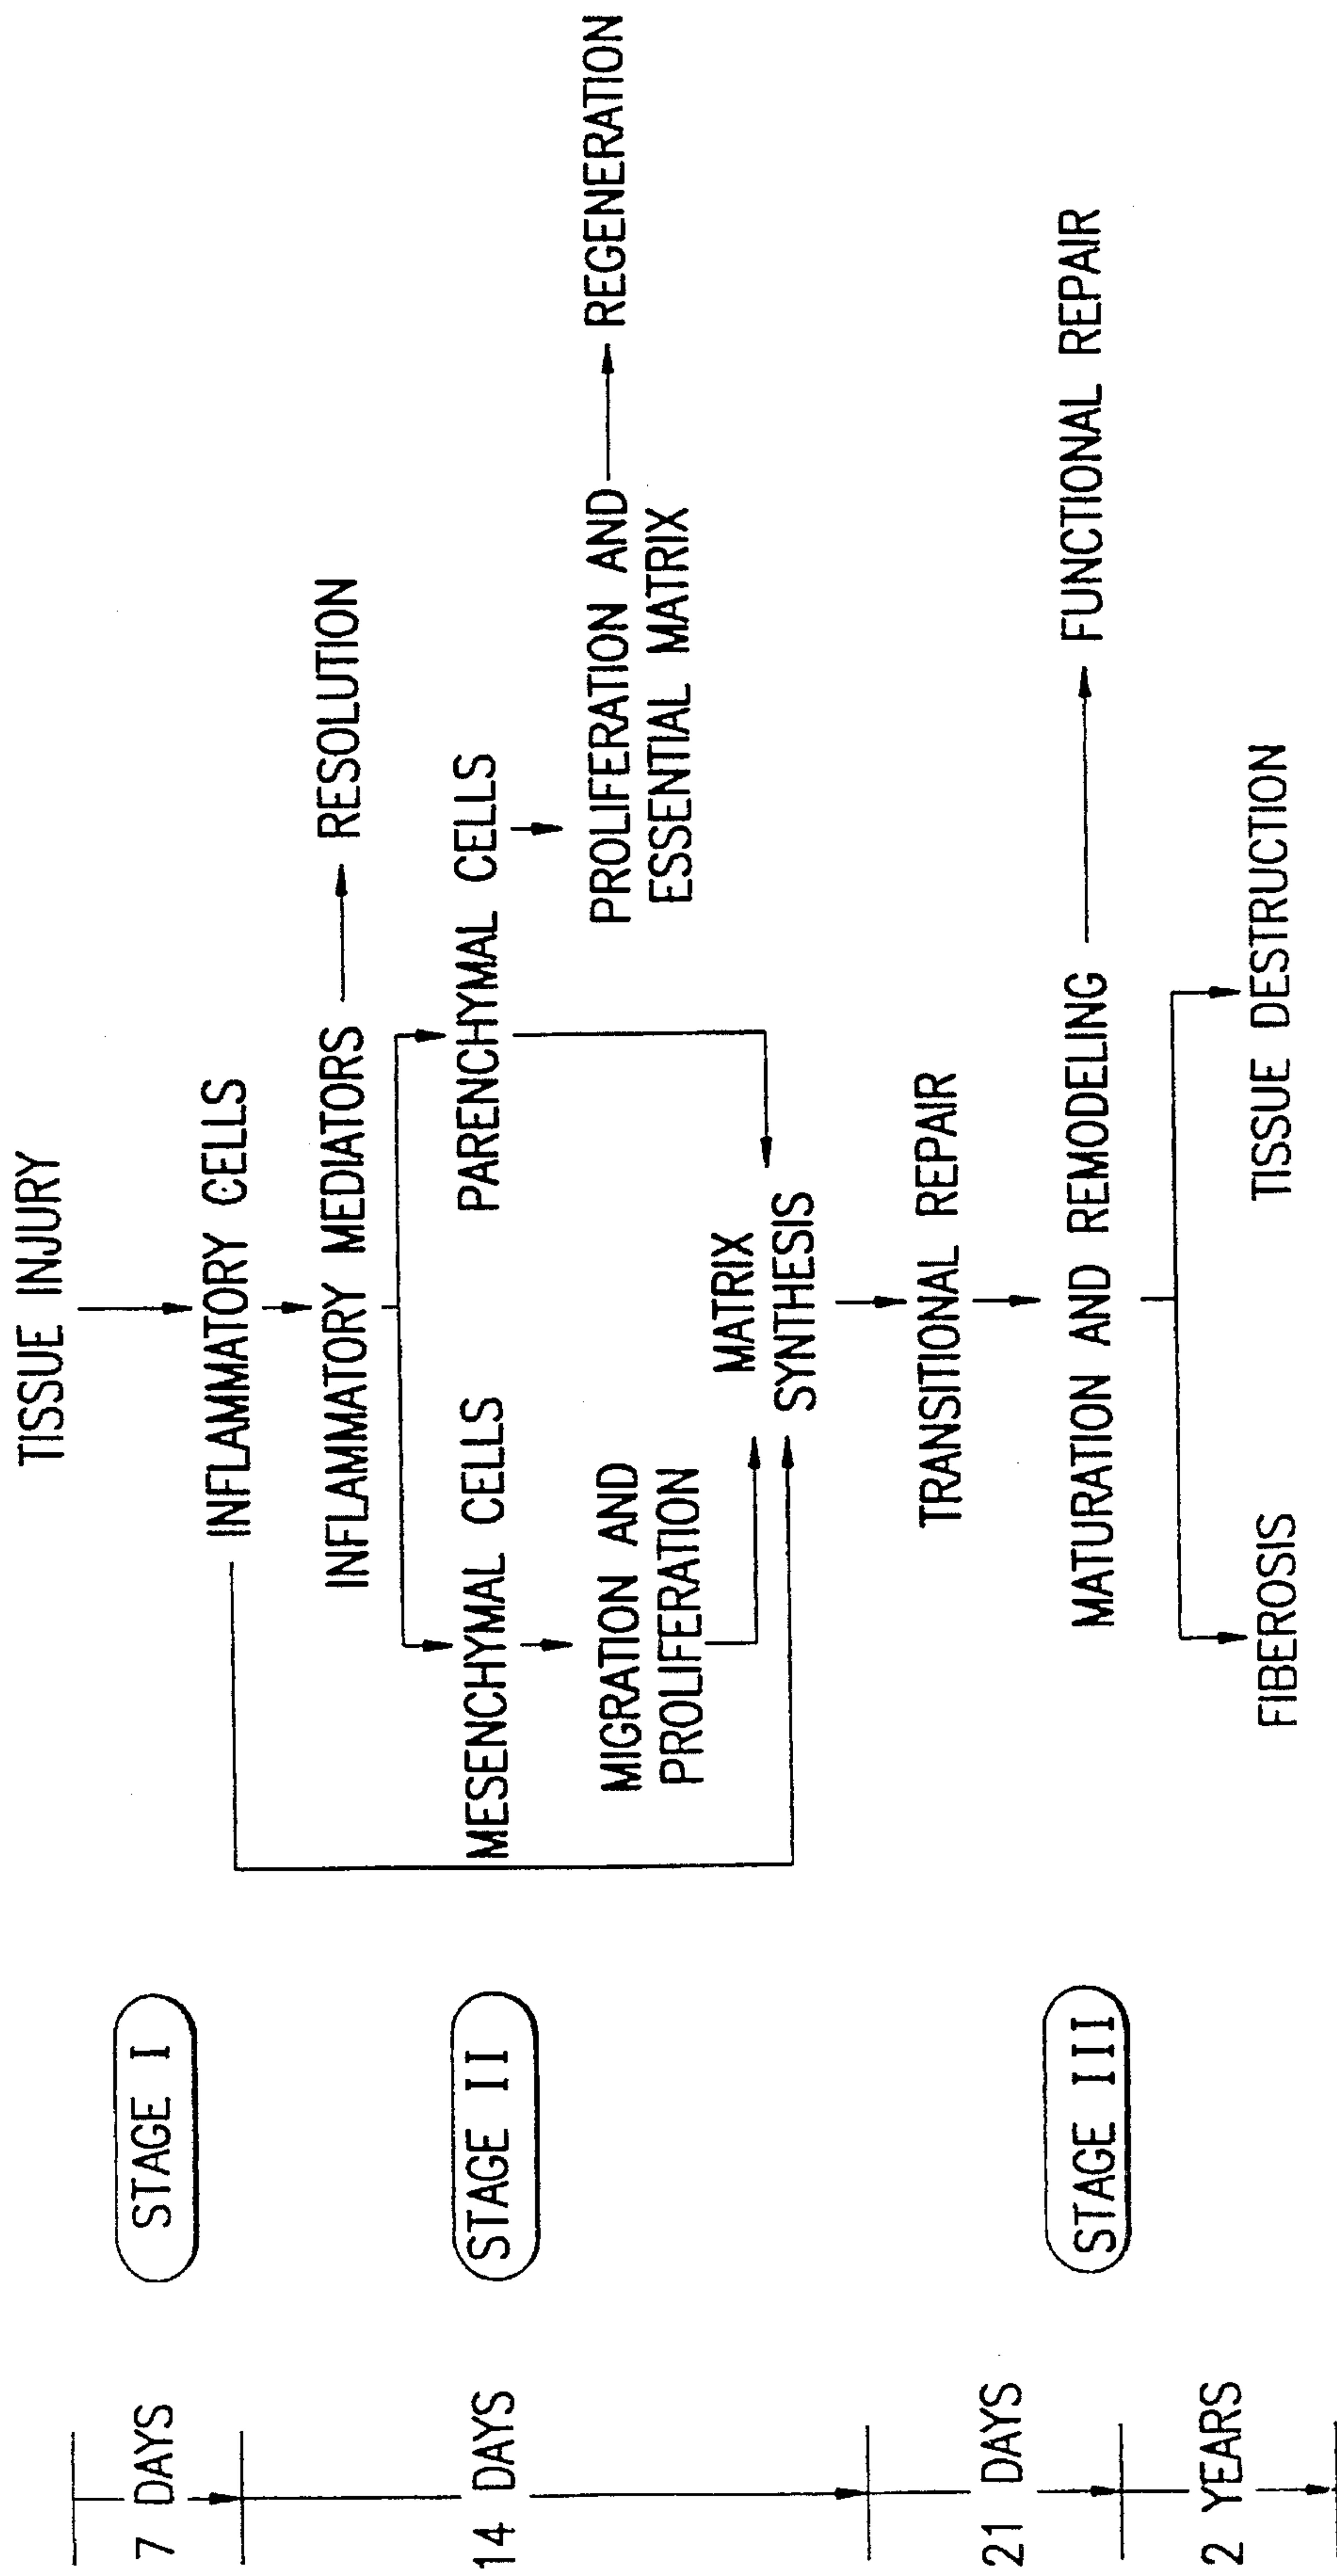 TISSUE INJURY
7 DAYS
STAGE I
INFLAMMATORY CELLS
INFLAMMATORY MEDIATORS
RESOLUTION
14 DAYS
STAGE II
MESENCHYMAL CELLS
PARENCHYMAL CELLS
MIGRATION AND
PROLIFERATION
PROLIFERATION AND
ESSENTIAL MATRIX
REGENERATION
MATRIX
SYNTHESIS
TRANSITIONAL REPAIR
21 DAYS
STAGE III
MATURATION AND REMODELING
FUNCTIONAL REPAIR
2 YEARS
FIBEROSIS
TISSUE DESTRUCTION